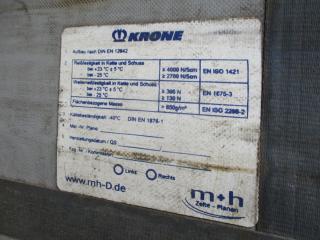 KRONE
Aufbau nach DIN EN 12642
Reißfestigkeit in Kette und Schuss
bei +23 °C ± 5°C ≥ 4000 N/5cm EN ISO 1421
bei - 25 °C ≥ 2700 N/5cm
Weiterreißfestigkeit in Kette und Schuss
bei +23 °C ± 5°C ≥ 300 N EN 1875-3
bei - 25 °C ≥ 130 N
Flächenbezogene Masse ≥ 850g/m² EN ISO 2286-2
Kältebeständigkeit -40°C DIN EN 1876-1
Herstellungsdatum / QS
Links: Rechts:
www.mh-D.de
m+h
Zelte - Planen